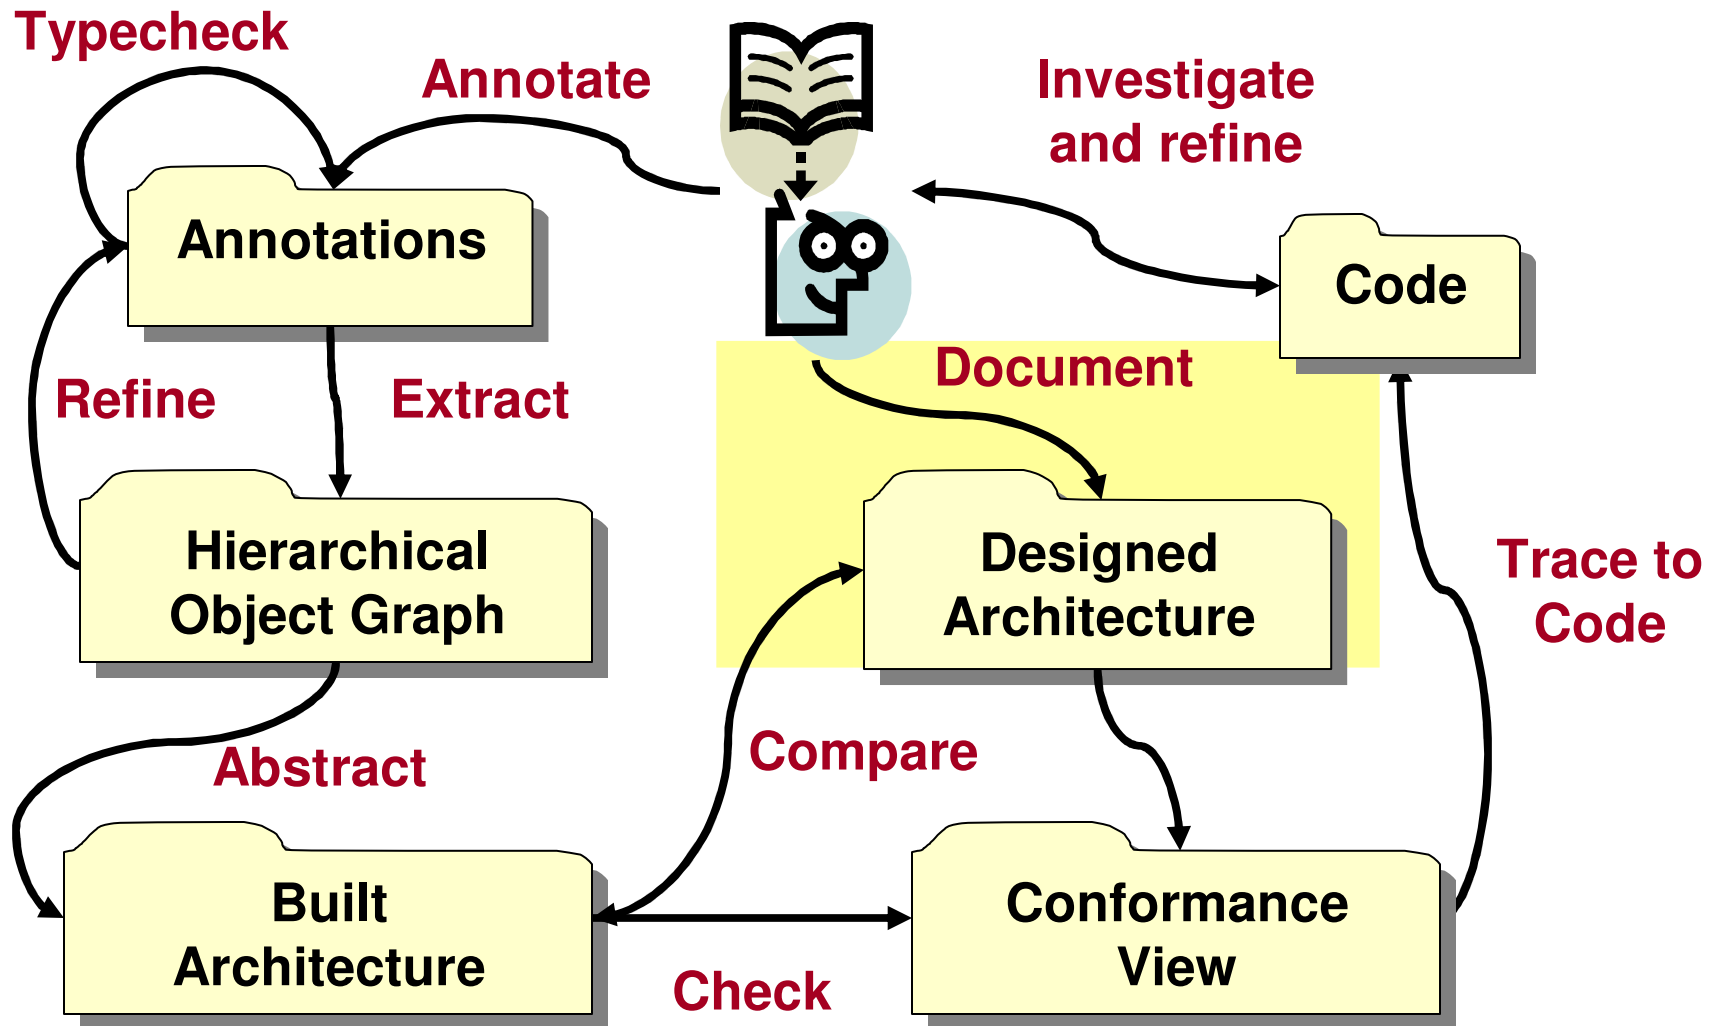 Typecheck
Annotate
Investigate
and refine
Annotations
Code
Document
Refine
Extract
Hierarchical
Object Graph
Designed
Architecture
Trace to
Code
Abstract
Compare
Built
Architecture
Conformance
View
Check